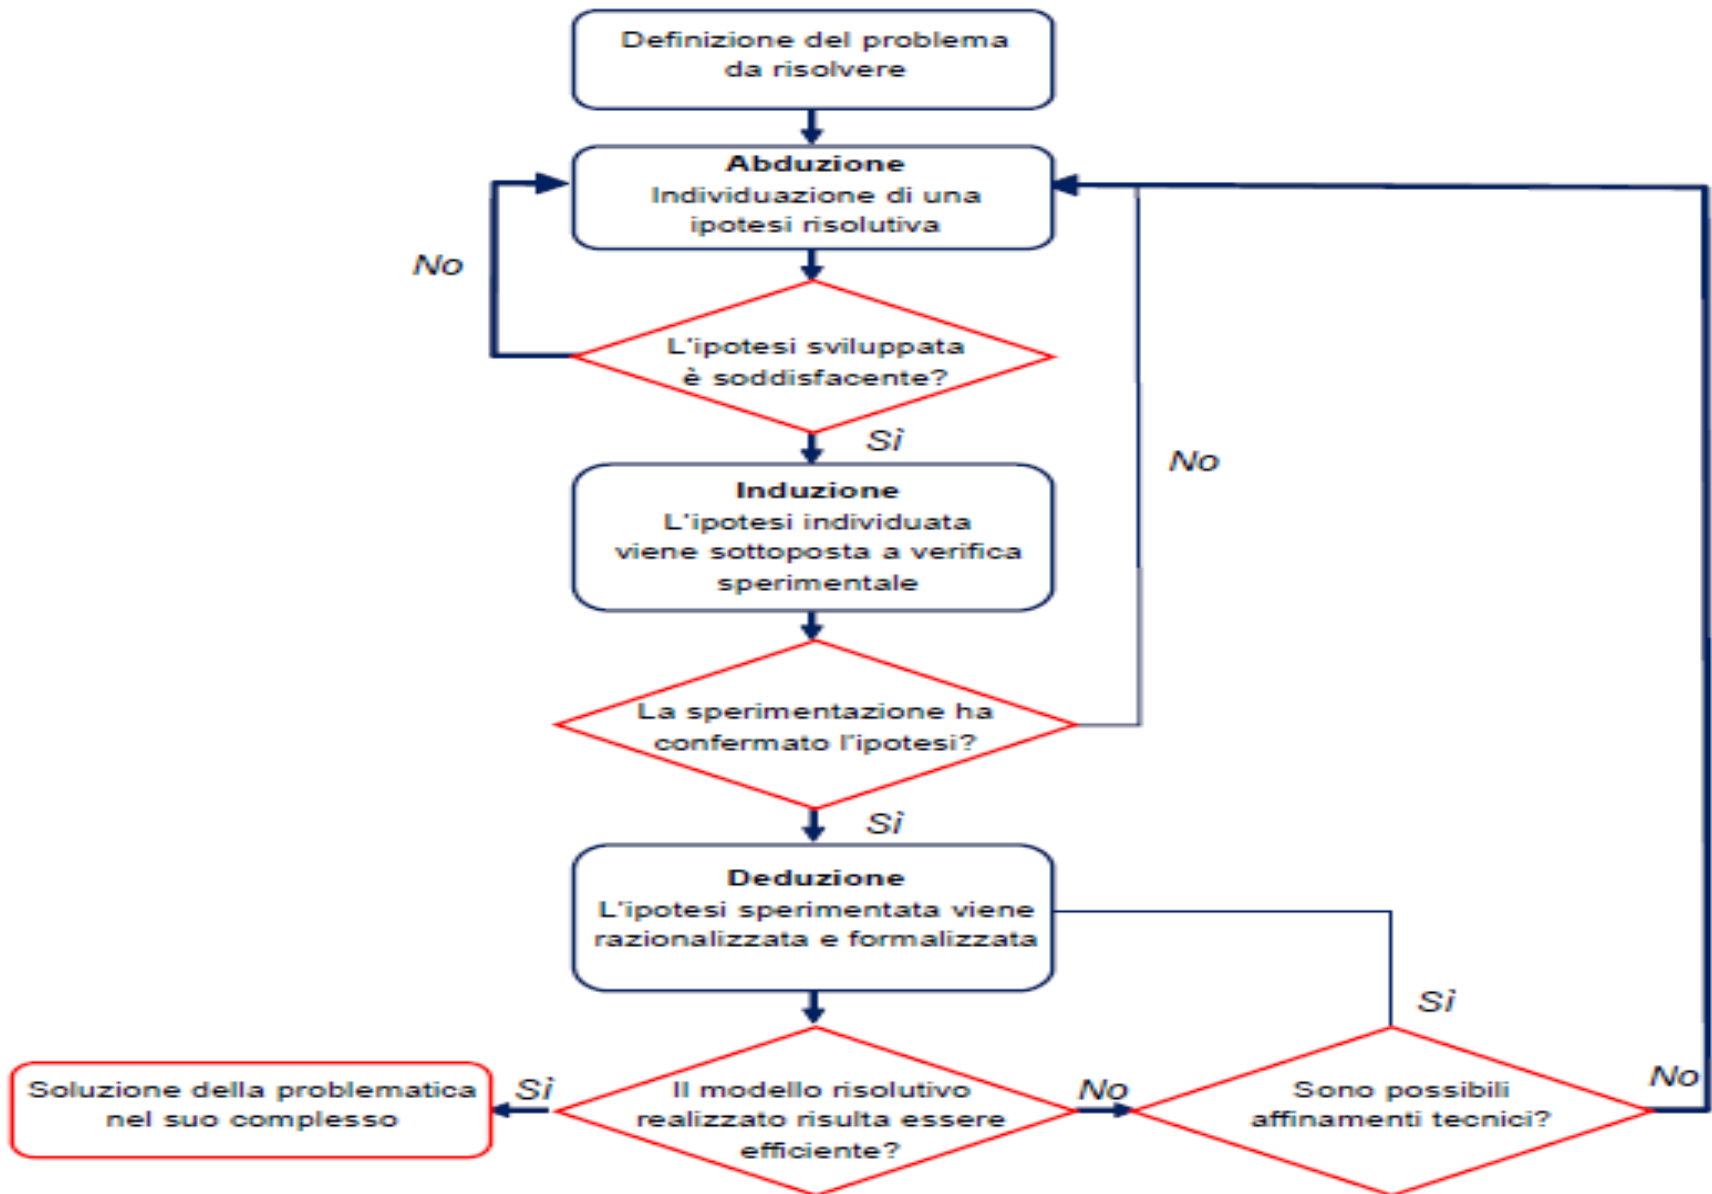 Definizione del problema
da risolvere
Abduzione
Individuazione di una
ipotesi risolutiva
No
L'ipotesi sviluppata
è soddisfacente?
Sì
No
Induzione
L'ipotesi individuata
viene sottoposta a verifica
sperimentale
La sperimentazione ha
confermato l'ipotesi?
Sì
Deduzione
L'ipotesi sperimentata viene
razionalizzata e formalizzata
Sì
Soluzione della problematica
nel suo complesso
Sì
Il modello risolutivo
realizzato risulta essere
efficiente?
No
Sono possibili
affinamenti tecnici?
No